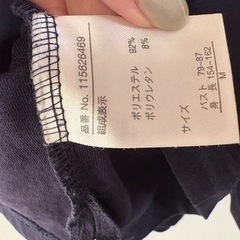 品番 No. 115626469
組成表示
ポリエステル 92%
ポリウレタン 8%
サイズ
バスト 79-87
身長 154-162
M